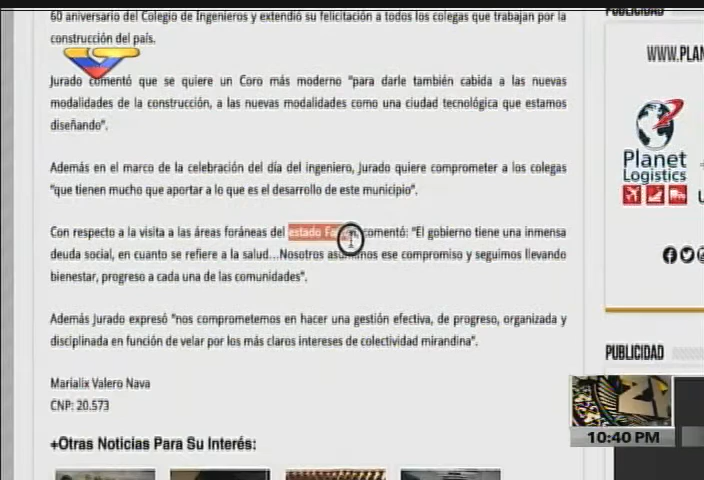 60 aniversario del Colegio de Ingenieros y extendió su felicitación a todos los colegas que trabajan por la
construcción del país.
Jurado comentó que se quiere un Coro más moderno "para darle también cabida a las nuevas
modalidades de la construcción, a las nuevas modalidades como una ciudad tecnológica que estamos
diseñando".
Además en el marco de la celebración del día del ingeniero, Jurado quiere comprometer a los colegas
"que tienen mucho que aportar a lo que es el desarrollo de este municipio".
Con respecto a la visita a las áreas foráneas del estado comentó: "El gobierno tiene una inmensa
deuda social, en cuanto se refiere a la salud...Nosotros asumimos ese compromiso y seguimos llevando
bienestar, progreso a cada una de las comunidades".
Además Jurado expresó "nos comprometemos en hacer una gestión efectiva, de progreso, organizada y
disciplinada en función de velar por los más claros intereses de colectividad mirandina".
Marialix Valero Nava
CNP: 20.573
+Otras Noticias Para Su Interés:
PUBLICIDAD
WWW.PLAN
Planet
Logistics
PUBLICIDAD
10:40 PM